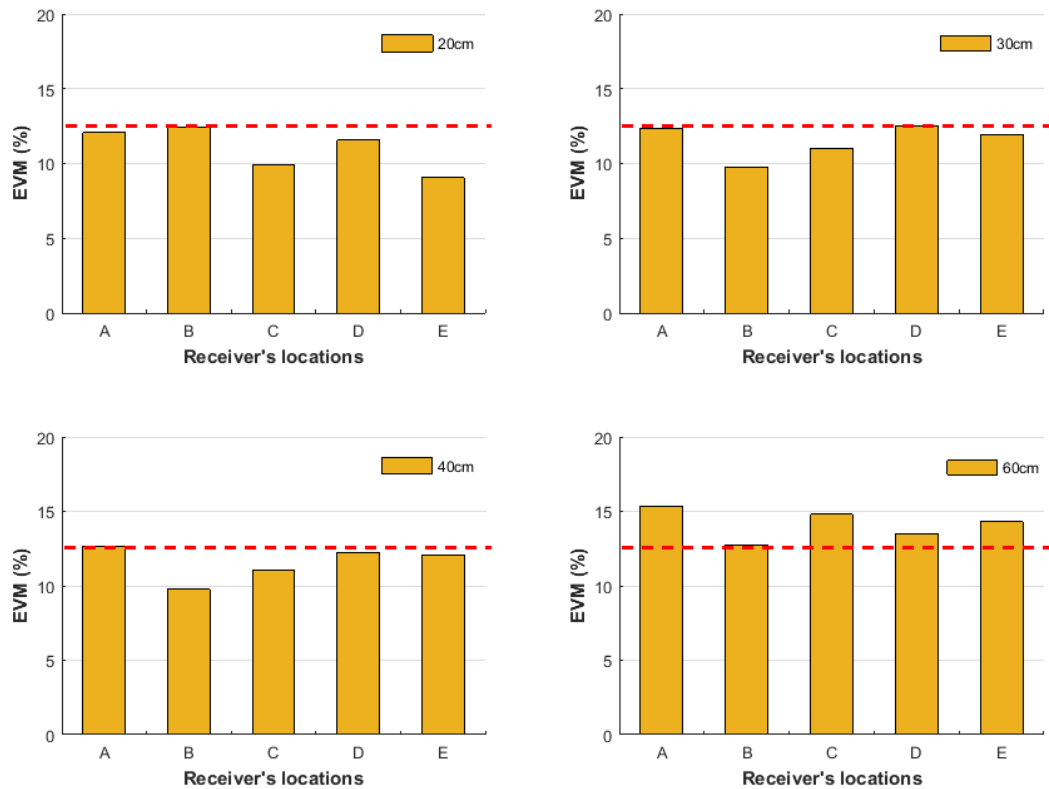 20
15
10
5
0
EVM (%)
20cm
A B C D E
Receiver's locations
20
15
10
5
0
EVM (%)
30cm
A B C D E
Receiver's locations
20
15
10
5
0
EVM (%)
40cm
A B C D E
Receiver's locations
20
15
10
5
0
EVM (%)
60cm
A B C D E
Receiver's locations